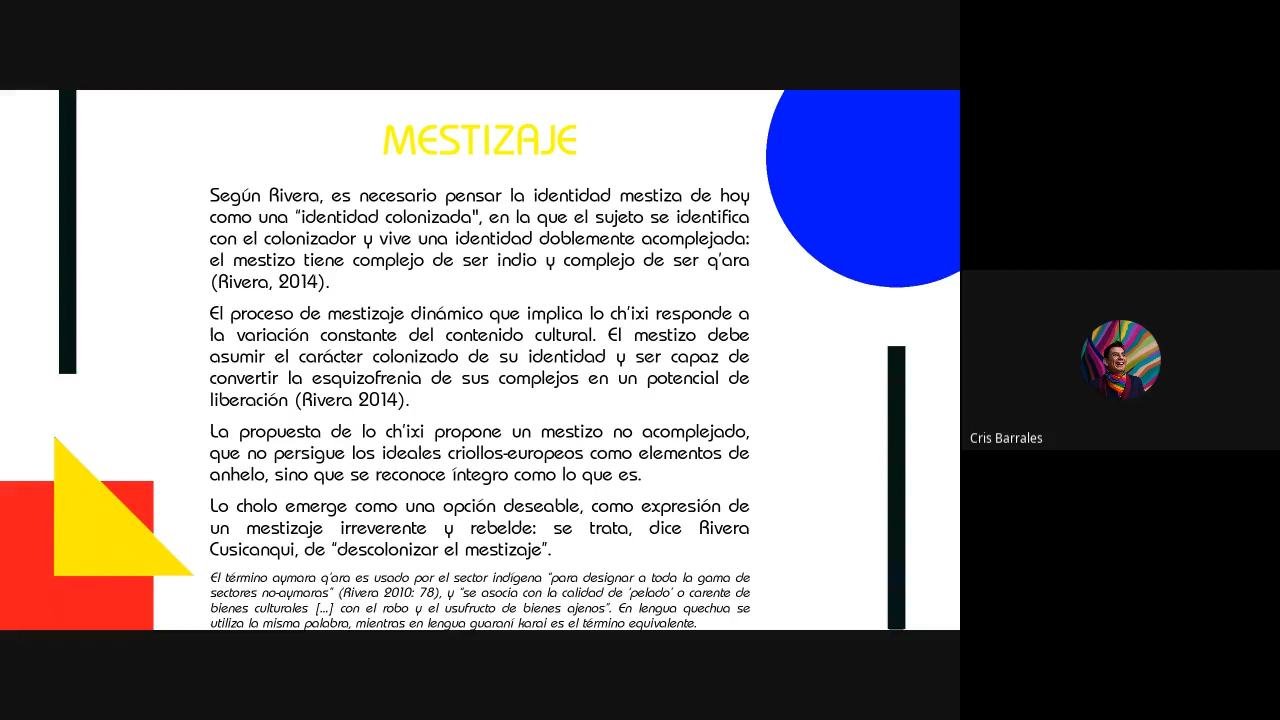 MESTIZAJE
Según Rivera, es necesario pensar la identidad mestiza de hoy
como una “identidad colonizada", en la que el sujeto se identifica
con el colonizador y vive una identidad doblemente acomplejada:
el mestizo tiene complejo de ser indio y complejo de ser q’ara
(Rivera, 2014).
El proceso de mestizaje dinámico que implica lo ch’ixi responde a
la variación constante del contenido cultural. El mestizo debe
asumir el carácter colonizado de su identidad y ser capaz de
convertir la esquizofrenia de sus complejos en un potencial de
liberación (Rivera 2014).
La propuesta de lo ch’ixi propone un mestizo no acomplejado,
que no persigue los ideales criollos-europeos como elementos de
anhelo, sino que se reconoce íntegro como lo que es.
Lo cholo emerge como una opción deseable, como expresión de
un mestizaje irreverente y rebelde: se trata, dice Rivera
Cusicanqui, de “descolonizar el mestizaje”.
El término aymara q’ara es usado por el sector indígena “para designar a toda la gama de
sectores no-aymaras” (Rivera 2010: 78), y “se asocia con la calidad de ‘pelado’ o carente de
bienes culturales […] con el robo y el usufructo de bienes ajenos”. En lengua quechua se
utiliza la misma palabra, mientras en lengua guaraní karai es el término equivalente.
Cris Barrales